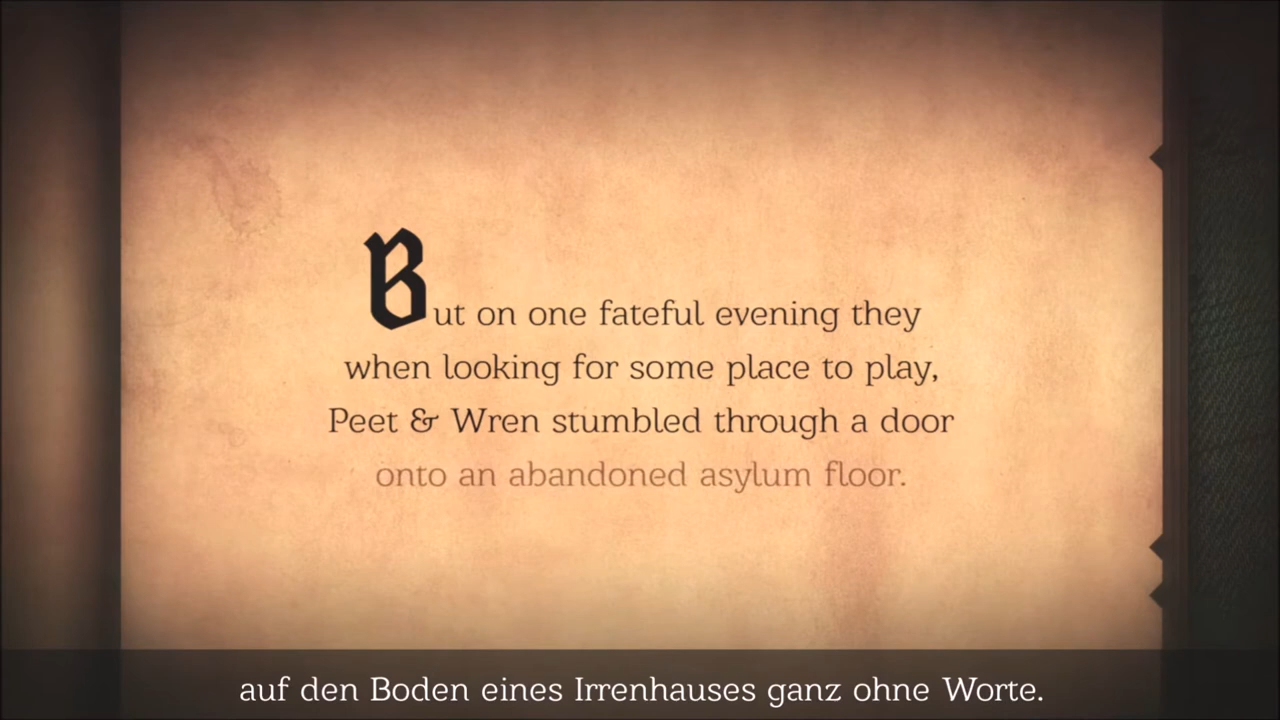 But on one fateful evening they
when looking for some place to play,
Peet & Wren stumbled through a door
onto an abandoned asylum floor.
auf den Boden eines Irrenhauses ganz ohne Worte.